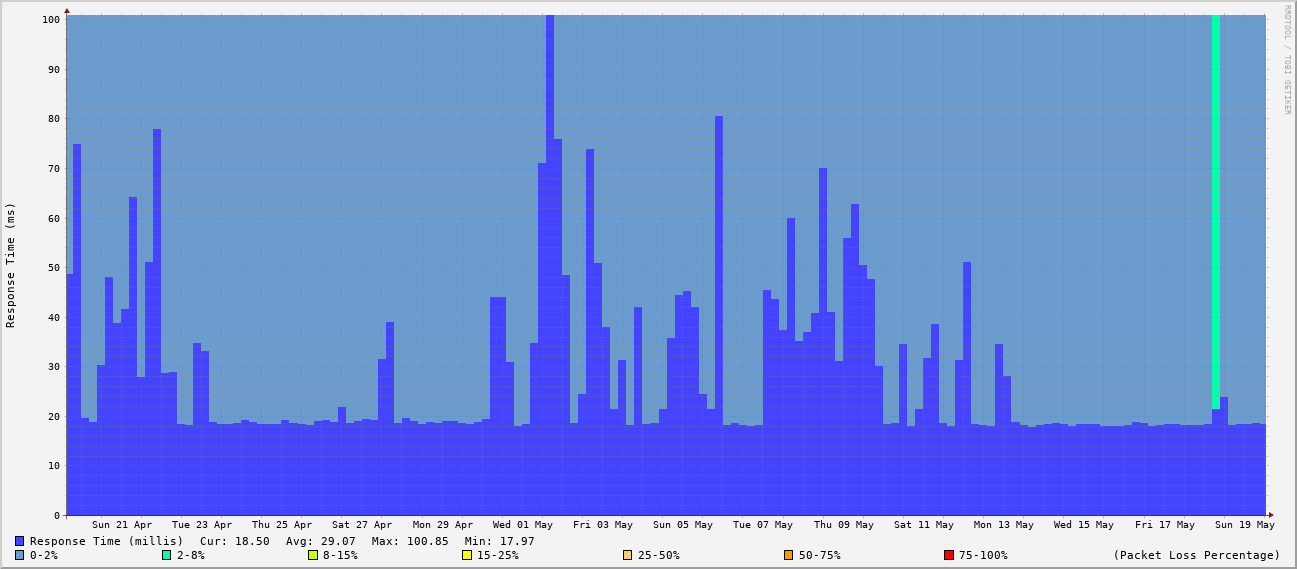 RRDTOOL / TOBI OETIKER
Response Time (ms)
100
90
80
70
60
50
40
30
20
10
0
Sun 21 Apr Tue 23 Apr Thu 25 Apr Sat 27 Apr Mon 29 Apr Wed 01 May Fri 03 May Sun 05 May Tue 07 May Thu 09 May Sat 11 May Mon 13 May Wed 15 May Fri 17 May Sun 19 May
Response Time (millis) Cur: 18.50 Avg: 29.07 Max: 100.85 Min: 17.97
0-2% 2-8% 8-15% 15-25% 25-50% 50-75% 75-100% (Packet Loss Percentage)